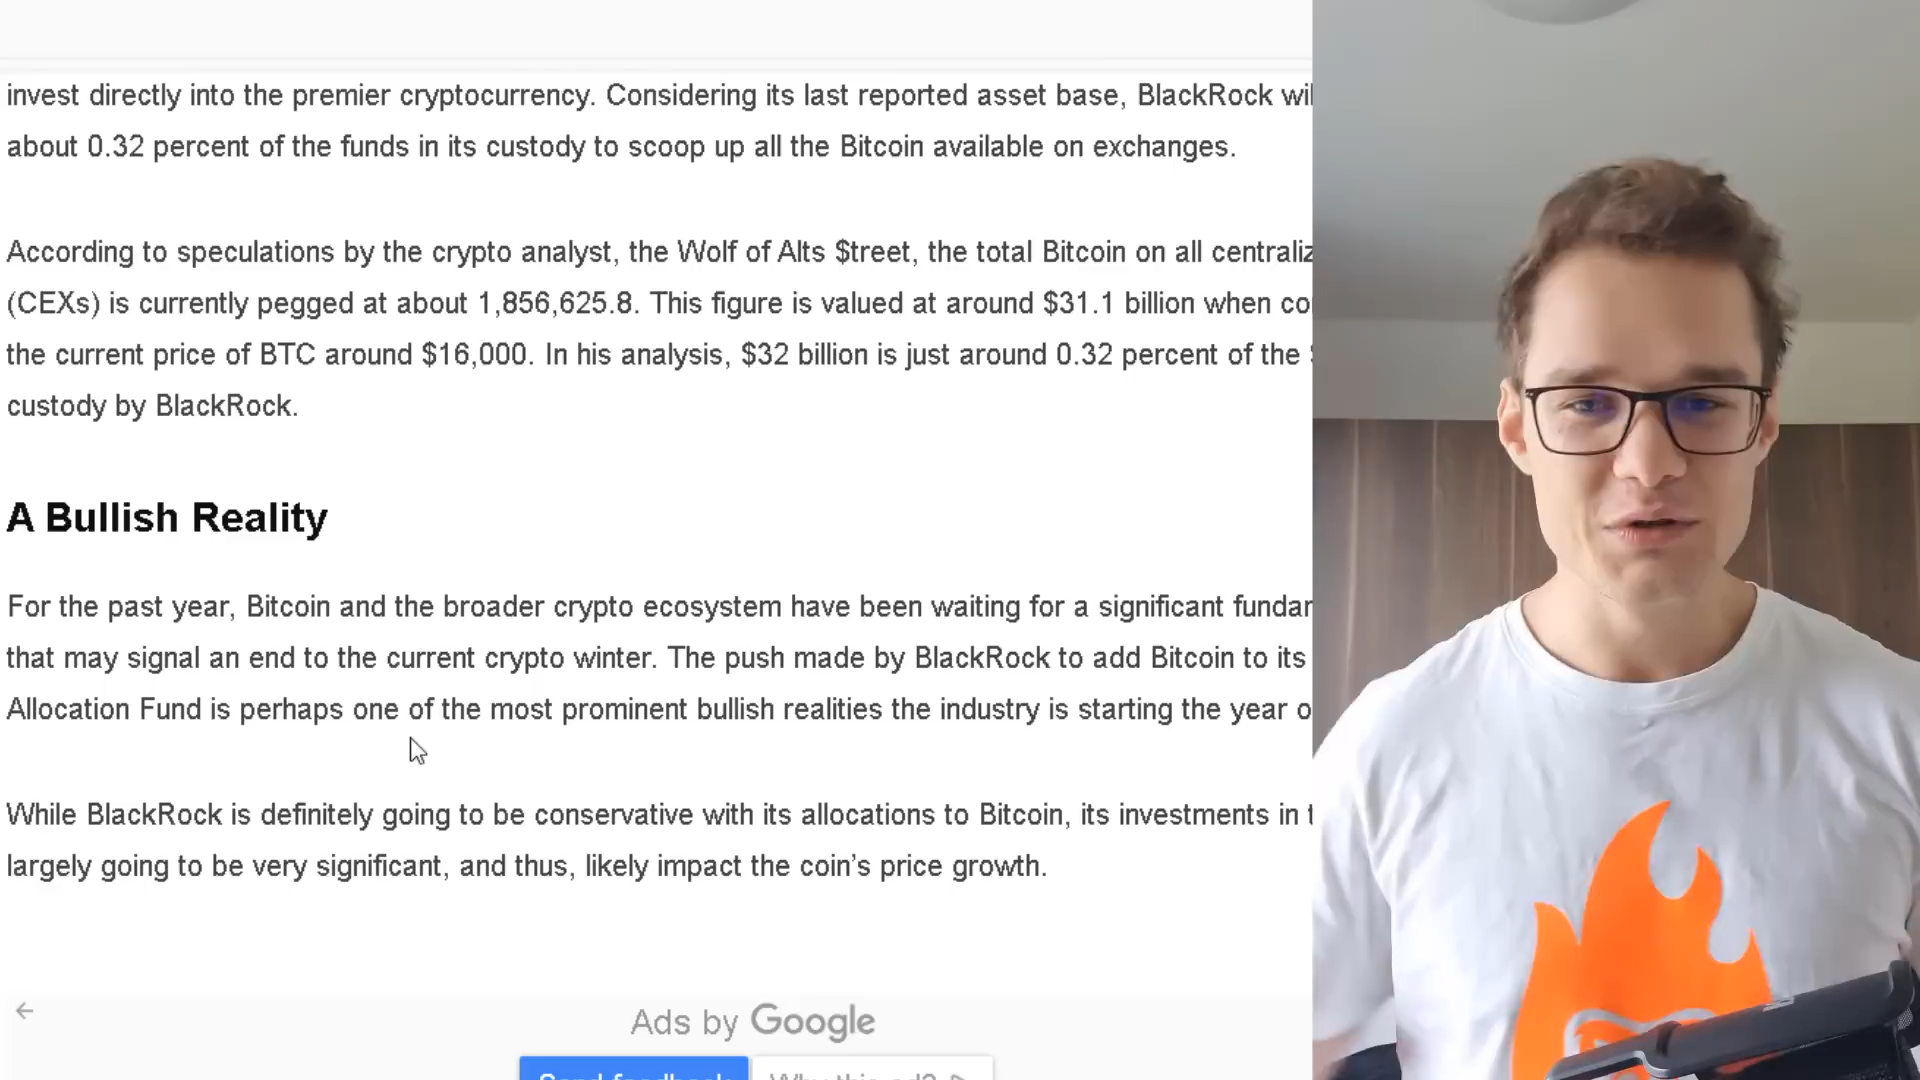 invest directly into the premier cryptocurrency. Considering its last reported asset base, BlackRock
about 0.32 percent of the funds in its custody to scoop up all the Bitcoin available on exchanges.
According to speculations by the crypto analyst, the Wolf of Alts $treet, the total Bitcoin on all
(CEXs) is currently pegged at about 1,856,625.8. This figure is valued at around $31.1 billion when
the current price of BTC around $16,000. In his analysis, $32 billion is just around 0.32 percent of the
custody by BlackRock.
A Bullish Reality
For the past year, Bitcoin and the broader crypto ecosystem have been waiting for a significant
that may signal an end to the current crypto winter. The push made by BlackRock to add Bitcoin to its
Allocation Fund is perhaps one of the most prominent bullish realities the industry is starting the year
While BlackRock is definitely going to be conservative with its allocations to Bitcoin, its investments in
largely going to be very significant, and thus, likely impact the coin’s price growth.
Ads by Google
Send feedback
Why this ad?